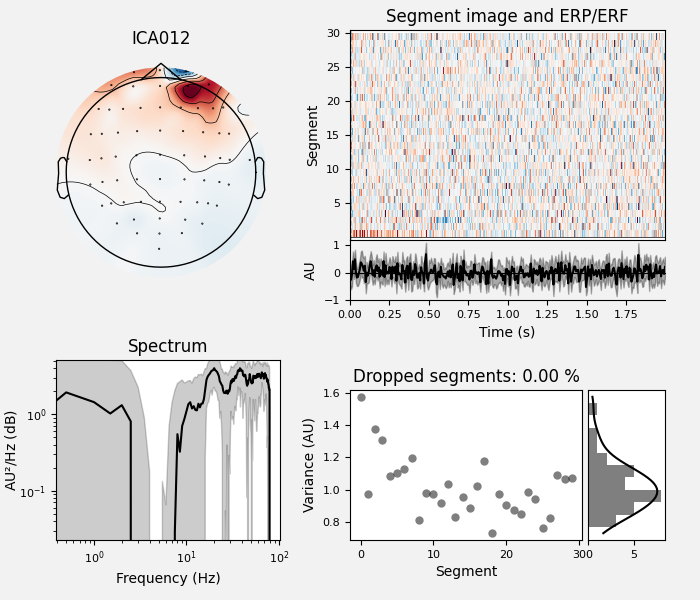 ICA012
Segment image and ERP/ERF
30
25
20
15
10
5
Segment
1
0
−1
AU
0.00 0.25 0.50 0.75 1.00 1.25 1.50 1.75
Time (s)
Spectrum
10⁰
10⁻¹
AU²/Hz (dB)
10⁰ 10¹ 10²
Frequency (Hz)
Dropped segments: 0.00 %
1.6
1.4
1.2
1.0
0.8
Variance (AU)
0 10 20 30
Segment
0 5